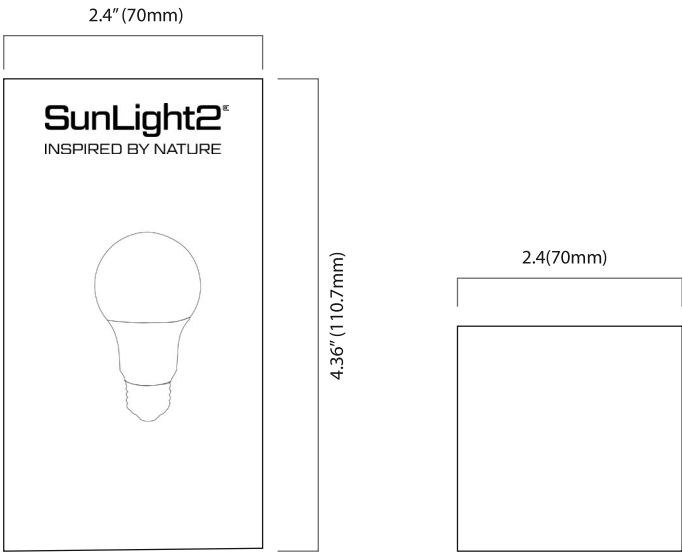 2.4” (70mm)
SunLight2
INSPIRED BY NATURE
4.36” (110.7mm)
2.4(70mm)